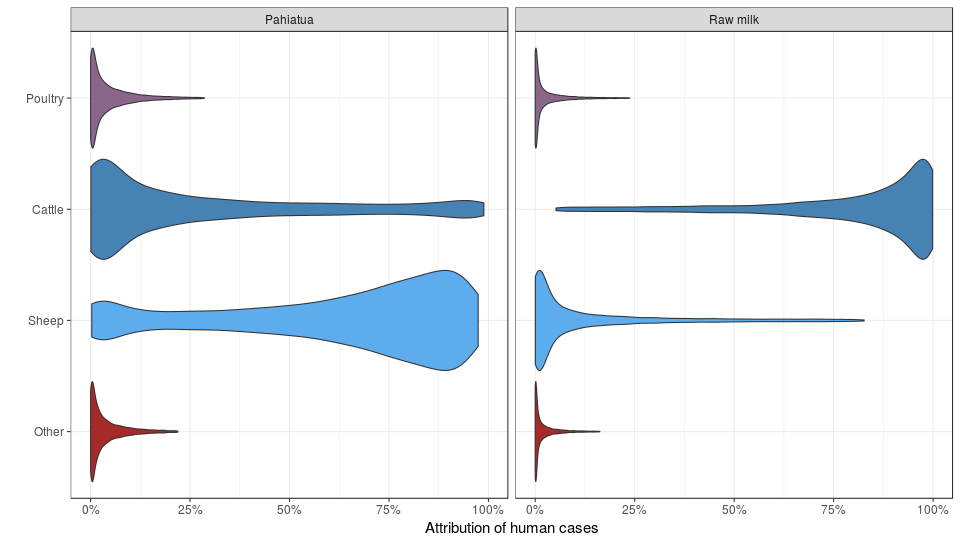 Pahiatua
Raw milk
Poultry
Cattle
Sheep
Other
0% 25% 50% 75% 100%
0% 25% 50% 75% 100%
Attribution of human cases